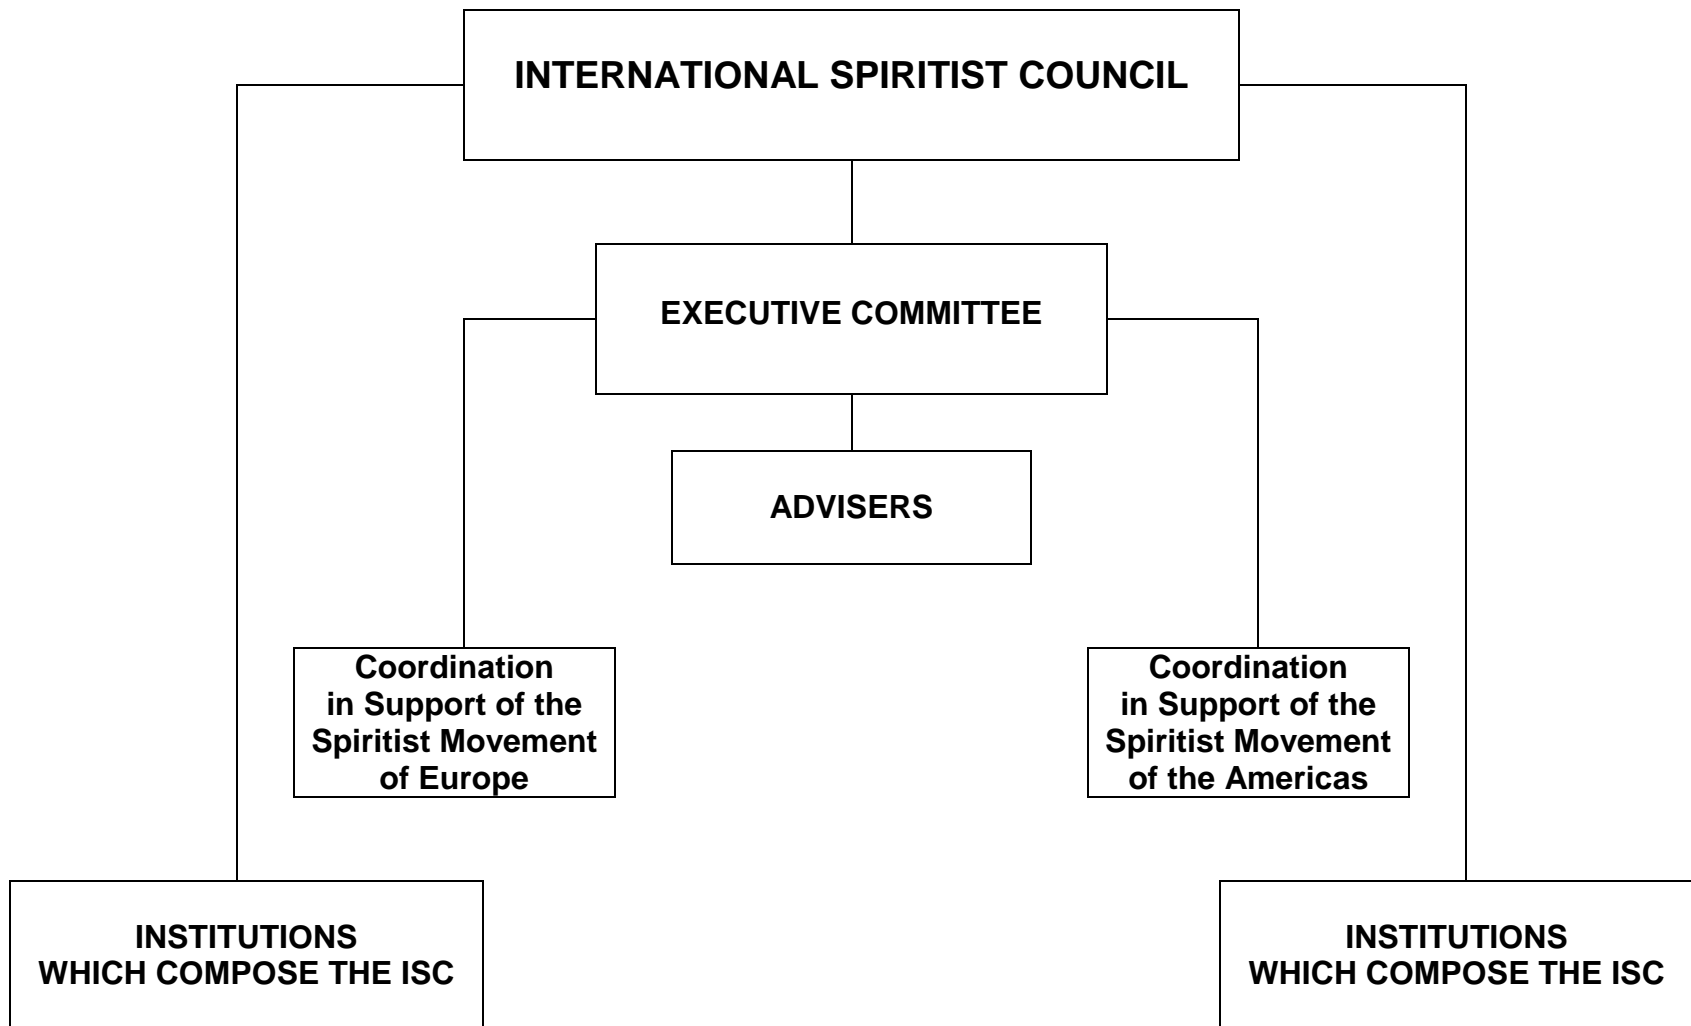 INTERNATIONAL SPIRITIST COUNCIL
EXECUTIVE COMMITTEE
ADVISERS
Coordination
in Support of the
Spiritist Movement
of Europe
Coordination
in Support of the
Spiritist Movement
of the Americas
INSTITUTIONS
WHICH COMPOSE THE ISC
INSTITUTIONS
WHICH COMPOSE THE ISC